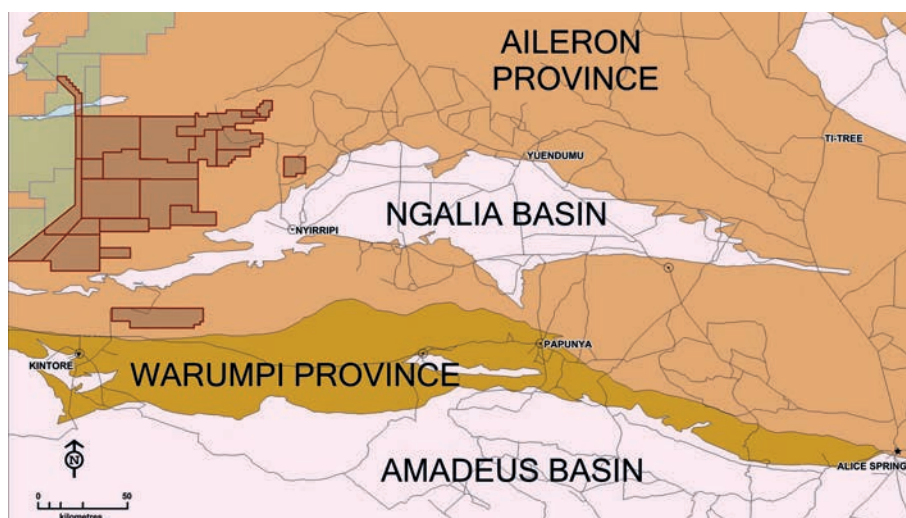 AILERON
PROVINCE
TI-TREE
YUENDUMU
NGALIA BASIN
NYIRRIPI
PAPUNYA
KINTORE
WARUMPI PROVINCE
ALICE SPRING
AMADEUS BASIN
N
0 50
kilometres